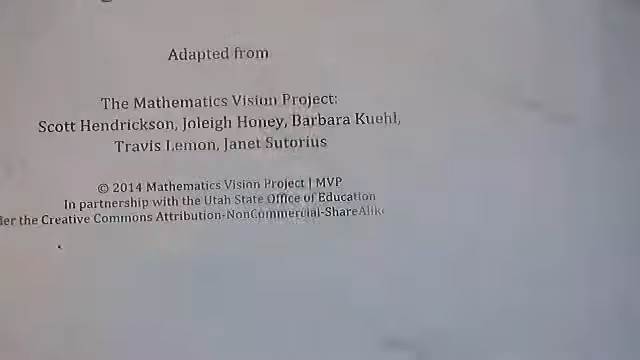 Adapted from
The Mathematics Vision Project:
Scott Hendrickson, Joleigh Honey, Barbara Kuehl,
Travis Lemon, Janet Sutorius
© 2014 Mathematics Vision Project | MVP
In partnership with the Utah State Office of Education
the Creative Commons Attribution-NonCommercial-ShareAlike